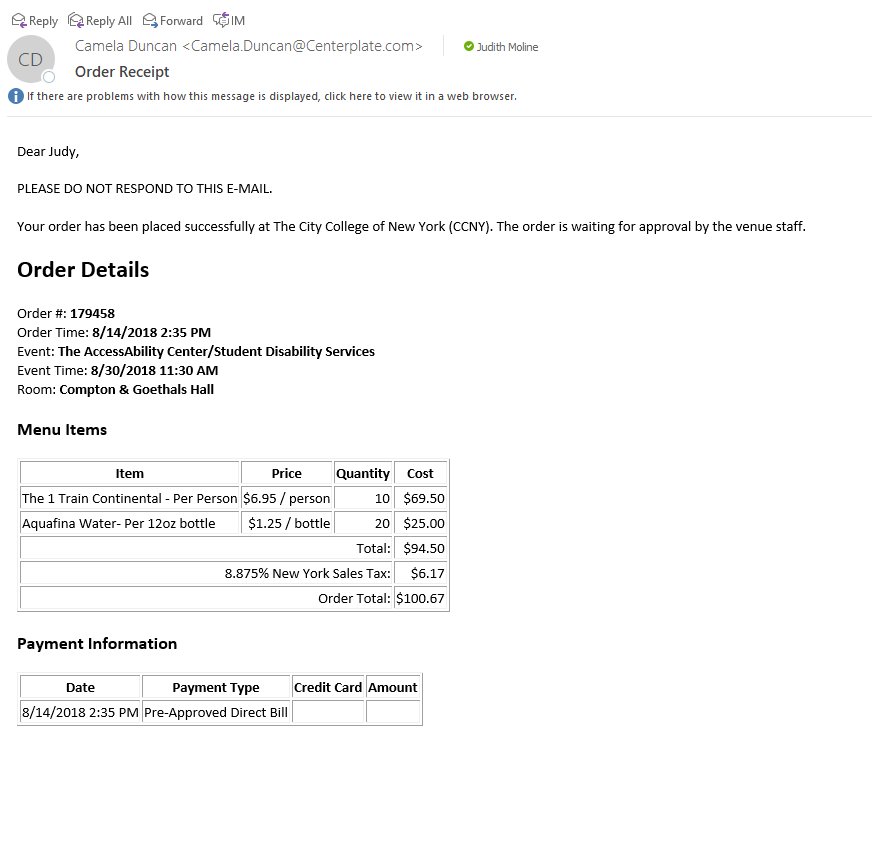 Reply Reply All Forward IM
CD
Camela Duncan <Camela.Duncan@Centerplate.com>
Judith Moline
Order Receipt
If there are problems with how this message is displayed, click here to view it in a web browser.
Dear Judy,
PLEASE DO NOT RESPOND TO THIS E-MAIL.
Your order has been placed successfully at The City College of New York (CCNY). The order is waiting for approval by the venue staff.
Order Details
Order #: 179458
Order Time: 8/14/2018 2:35 PM
Event: The AccessAbility Center/Student Disability Services
Event Time: 8/30/2018 11:30 AM
Room: Compton & Goethals Hall
Menu Items
Item Price Quantity Cost
The 1 Train Continental - Per Person $6.95 / person 10 $69.50
Aquafina Water- Per 12oz bottle $1.25 / bottle 20 $25.00
Total: $94.50
8.875% New York Sales Tax: $6.17
Order Total: $100.67
Payment Information
Date Payment Type Credit Card Amount
8/14/2018 2:35 PM Pre-Approved Direct Bill